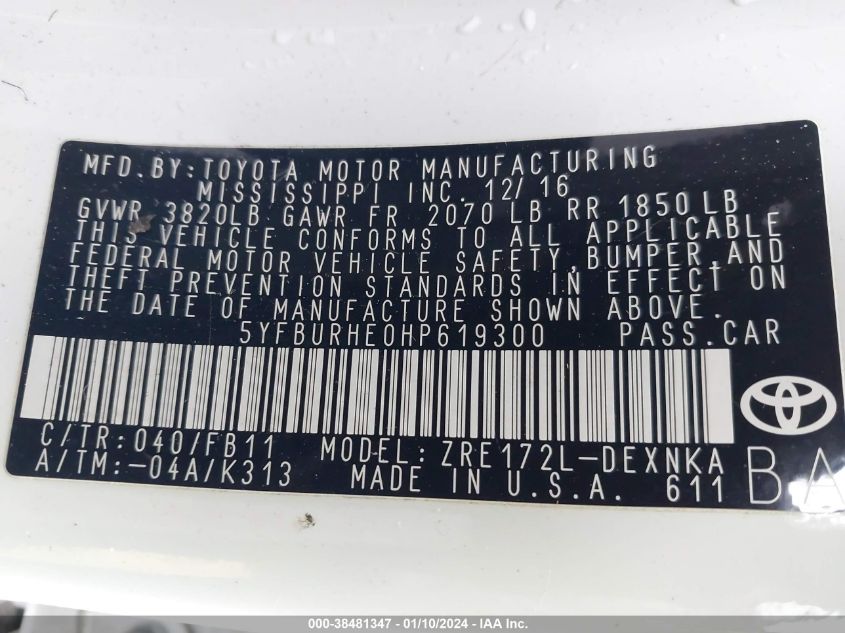 MFD.BY:TOYOTA MOTOR MANUFACTURING
MISSISSIPPI INC. 12/16
GVWR 3820LB GAWR FR 2070 LB RR 1850 LB
THIS VEHICLE CONFORMS TO ALL APPLICABLE
FEDERAL MOTOR VEHICLE SAFETY, BUMPER, AND
THEFT PREVENTION STANDARDS IN EFFECT ON
THE DATE OF MANUFACTURE SHOWN ABOVE.
5YFBURHE0HP619300 PASS.CAR
C/TR:040/FB11 MODEL:ZRE172L-DEXNKA
A/TM:-04A/K313 MADE IN U.S.A. 611 BA
000-38481347 - 01/10/2024 - IAA Inc.